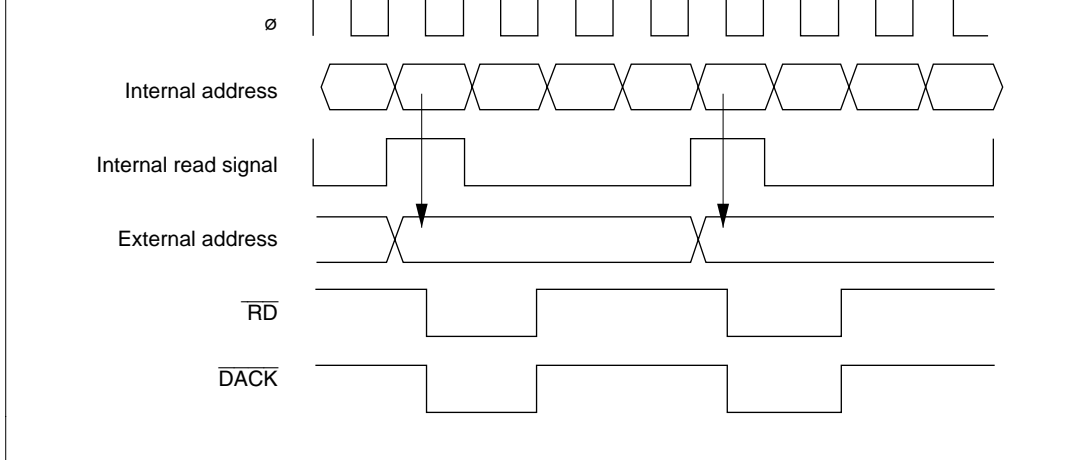 ø
Internal address
Internal read signal
External address
RD
DACK